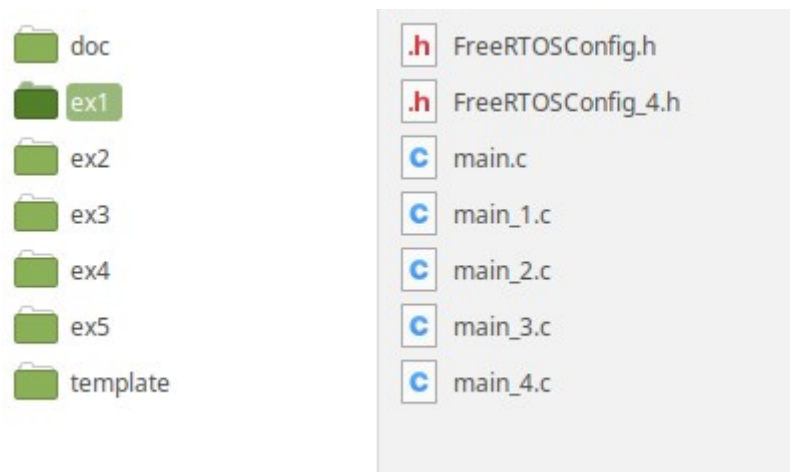 doc
ex1
ex2
ex3
ex4
ex5
template
.h FreeRTOSConfig.h
.h FreeRTOSConfig_4.h
C main.c
C main_1.c
C main_2.c
C main_3.c
C main_4.c